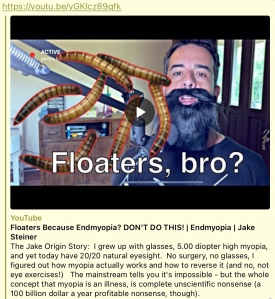 https://youtu.be/yGKlcz89qfk
ACTIVE
Floaters, bro?
YouTube
Floaters Because Endmyopia? DON'T DO THIS! | Endmyopia | Jake
Steiner
The Jake Origin Story: I grew up with glasses, 5.00 diopter high myopia,
and yet today have 20/20 natural eyesight. No surgery, no glasses, I
figured out how myopia actually works and how to reverse it (and no, not
eye exercises!) The mainstream tells you it's impossible - but the whole
concept that myopia is an illness, is complete unscientific nonsense (a
100 billion dollar a year profitable nonsense, though).